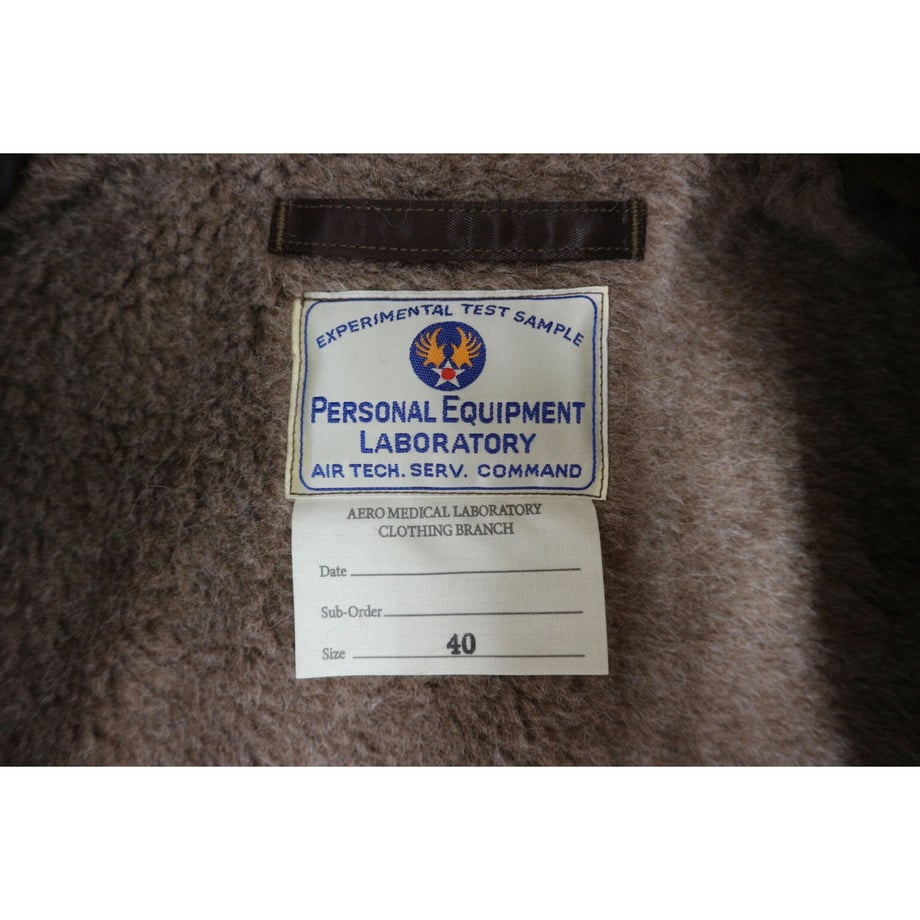 EXPERIMENTAL TEST SAMPLE
PERSONAL EQUIPMENT
LABORATORY
AIR TECH. SERV. COMMAND
AERO MEDICAL LABORATORY
CLOTHING BRANCH
Date
Sub-Order
Size 40